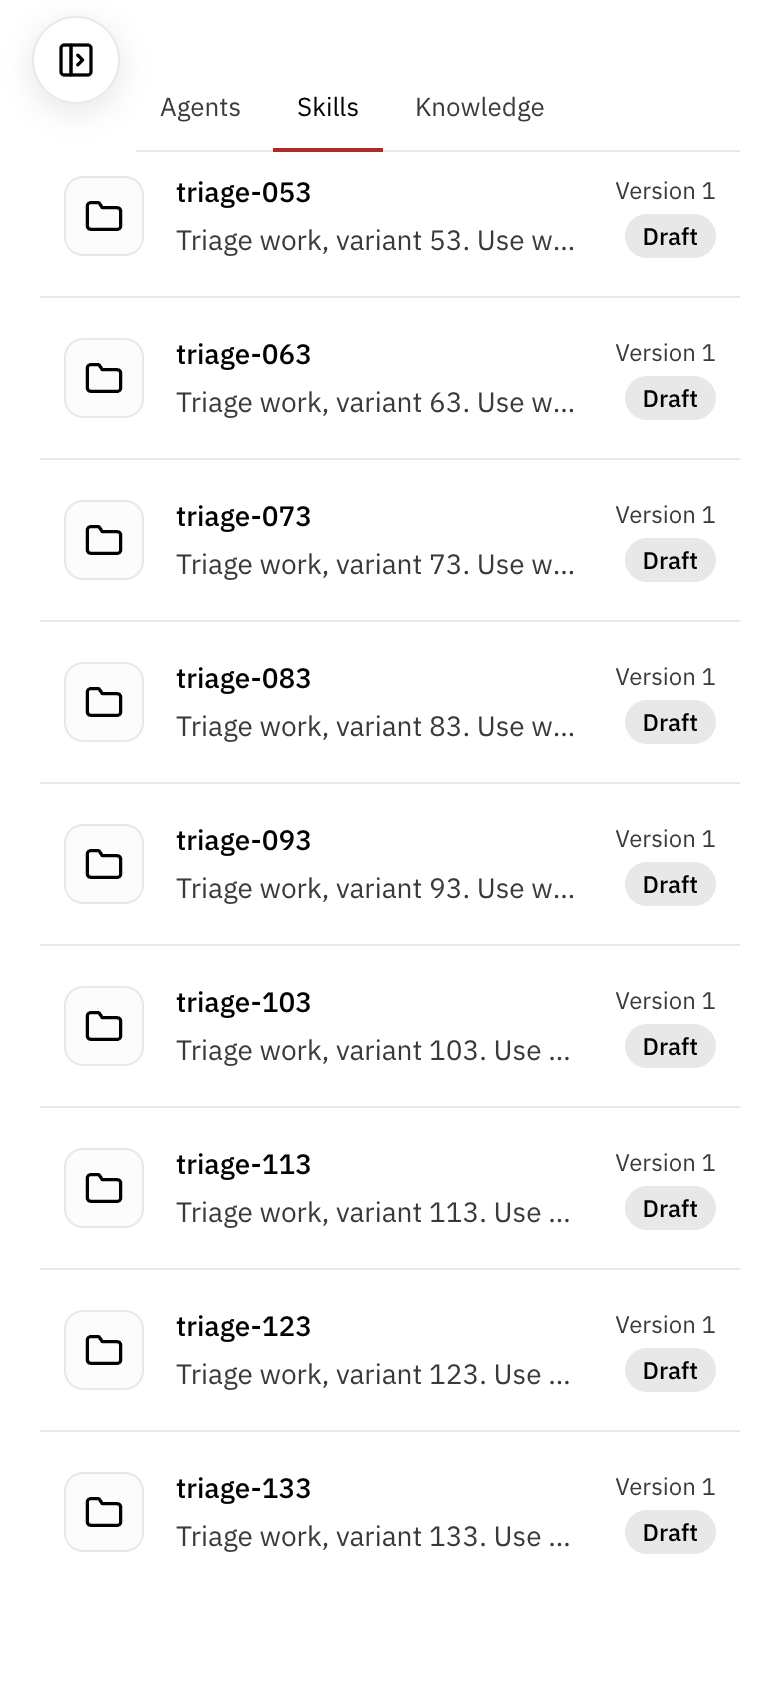 Agents Skills Knowledge
triage-053 Version 1
Triage work, variant 53. Use w... Draft
triage-063 Version 1
Triage work, variant 63. Use w... Draft
triage-073 Version 1
Triage work, variant 73. Use w... Draft
triage-083 Version 1
Triage work, variant 83. Use w... Draft
triage-093 Version 1
Triage work, variant 93. Use w... Draft
triage-103 Version 1
Triage work, variant 103. Use ... Draft
triage-113 Version 1
Triage work, variant 113. Use ... Draft
triage-123 Version 1
Triage work, variant 123. Use ... Draft
triage-133 Version 1
Triage work, variant 133. Use ... Draft